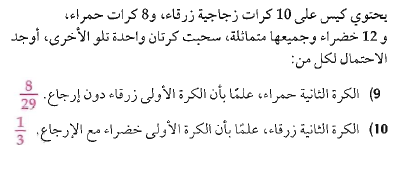 يحتوي كيس على 10 كرات زجاجية زرقاء، و8 كرات حمراء،
و 12 خضراء وجميعها متماثلة، سحبت كرتان واحدة تلو الأخرى، أوجد
الاحتمال لكل من:
9) الكرة الثانية حمراء، علمًا بأن الكرة الأولى زرقاء دون إرجاع. 8/29
10) الكرة الثانية زرقاء، علمًا بأن الكرة الأولى خضراء مع الإرجاع. 1/3